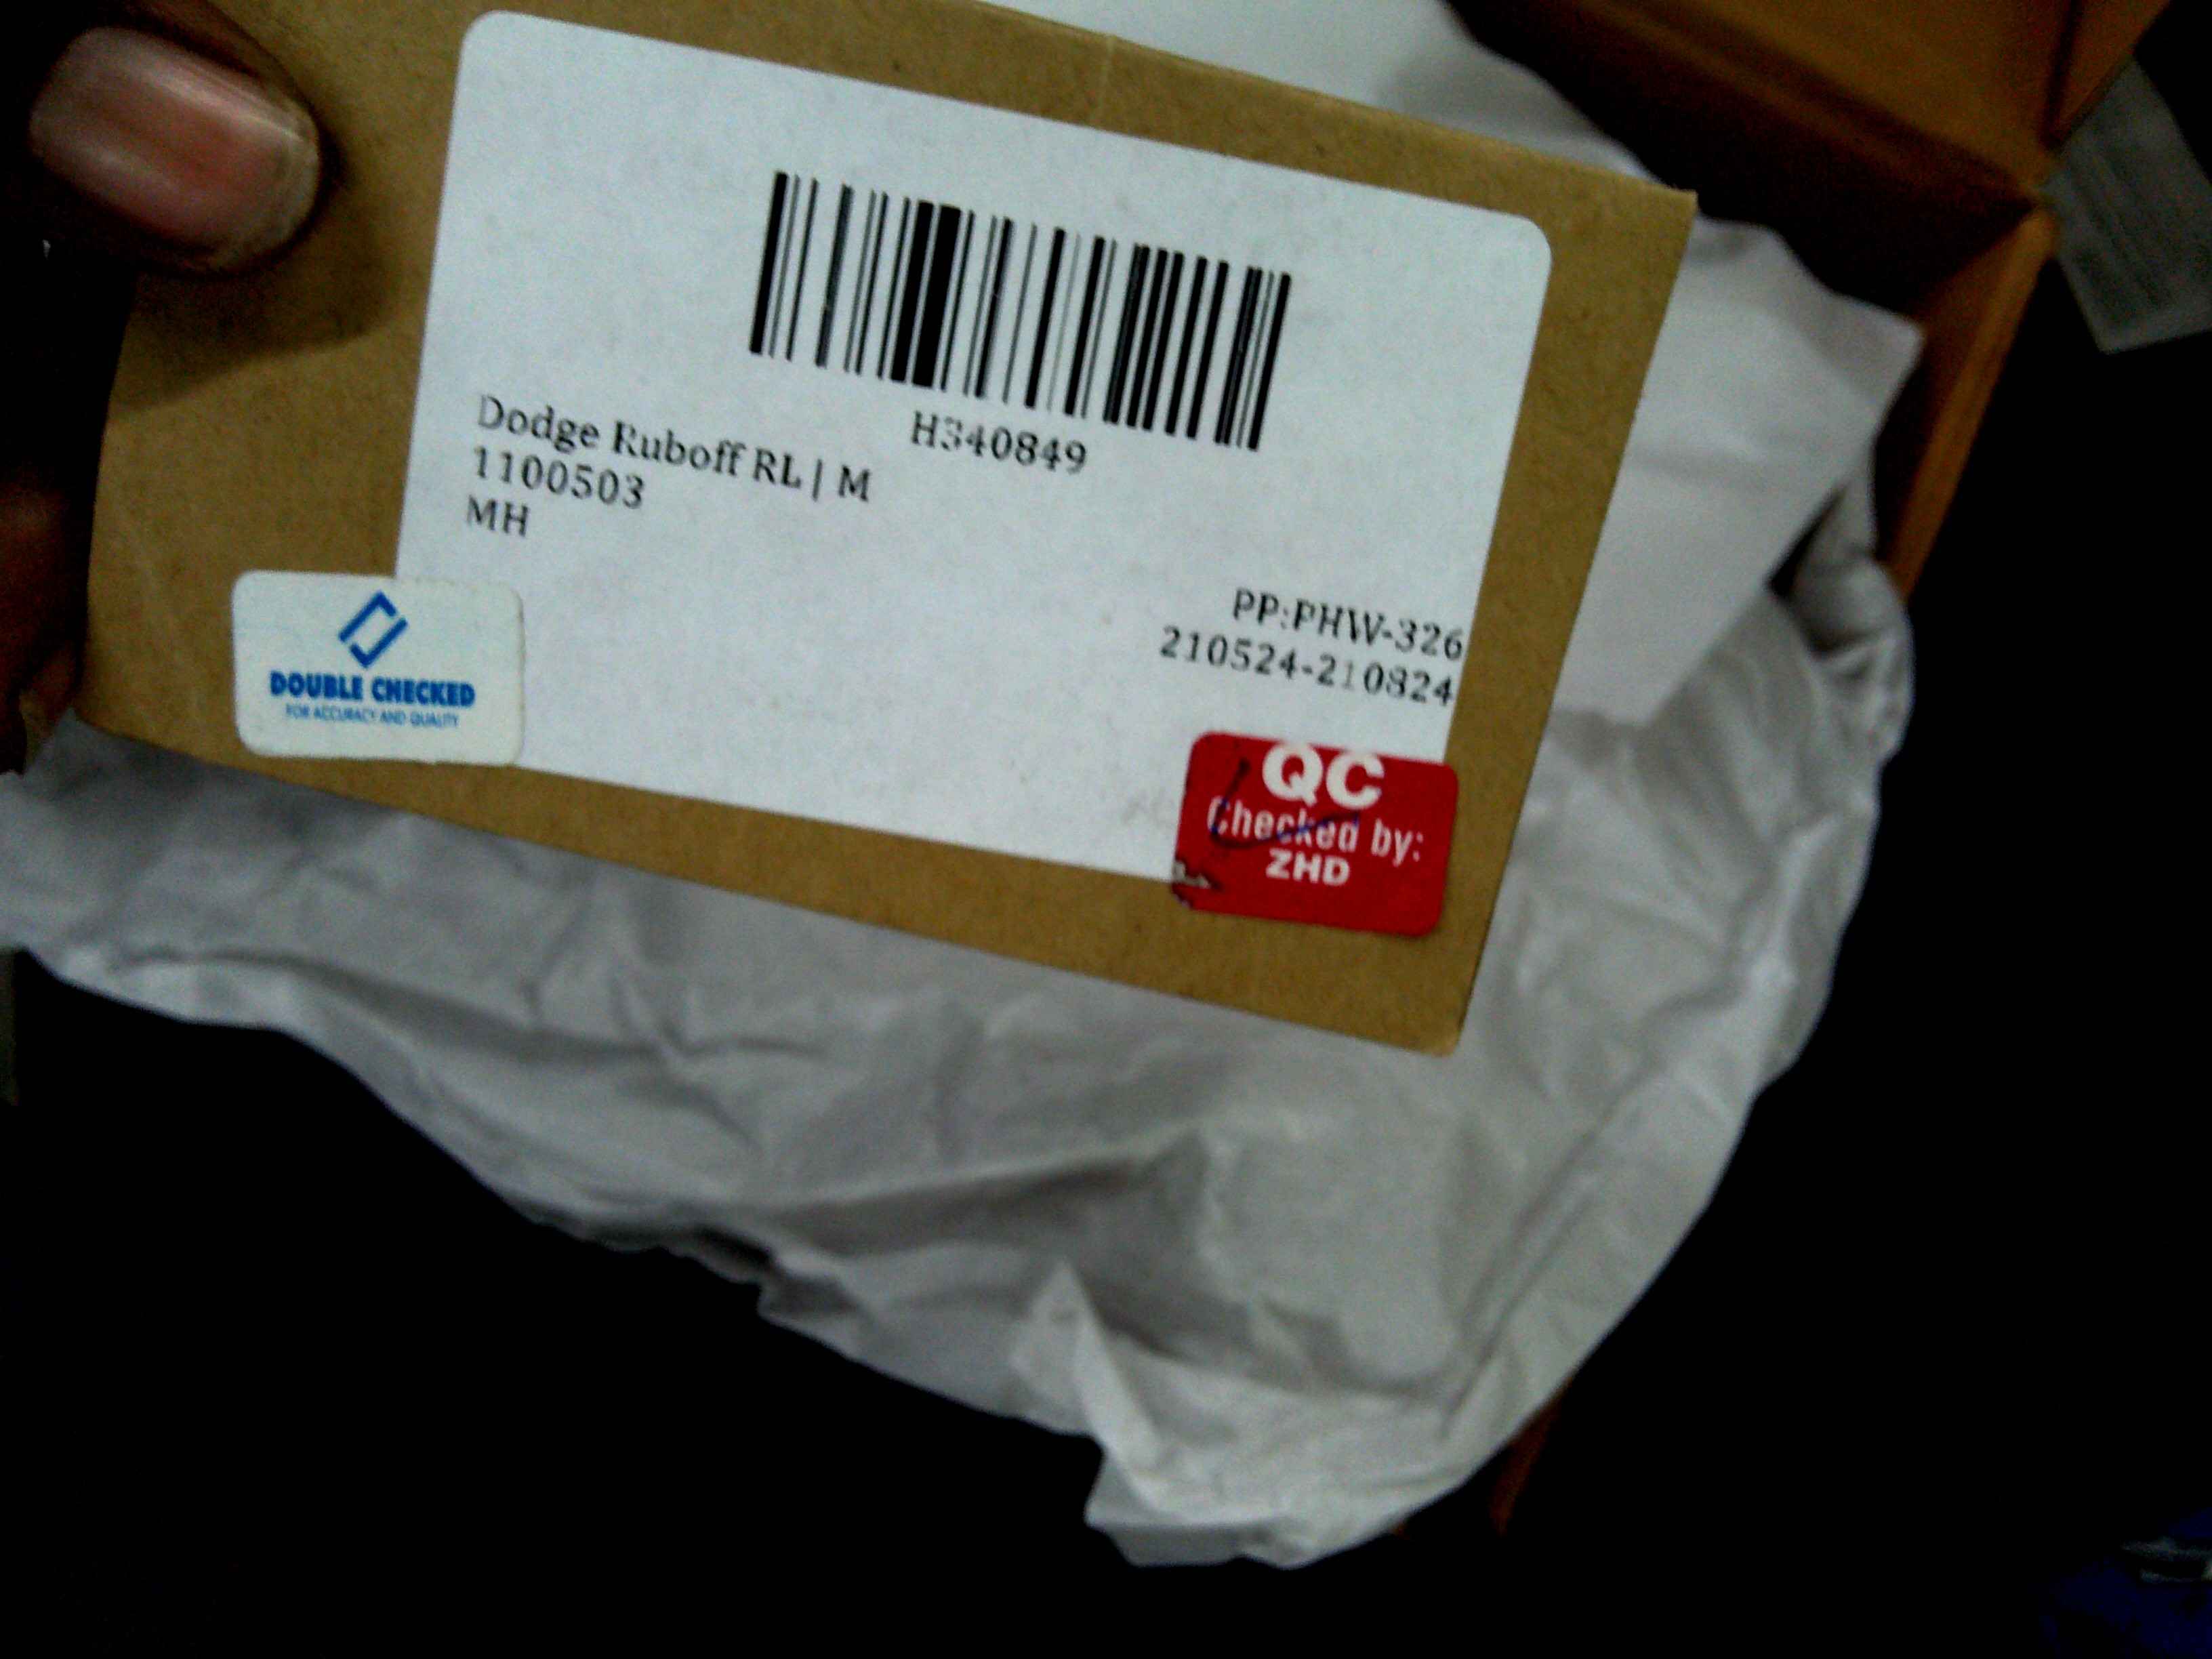 H340849
Dodge Ruboff RL | M
1100503
MH
PP:PHW-326
210524-210824
DOUBLE CHECKED
FOR ACCURACY AND QUALITY
QC
Checked by:
ZHD